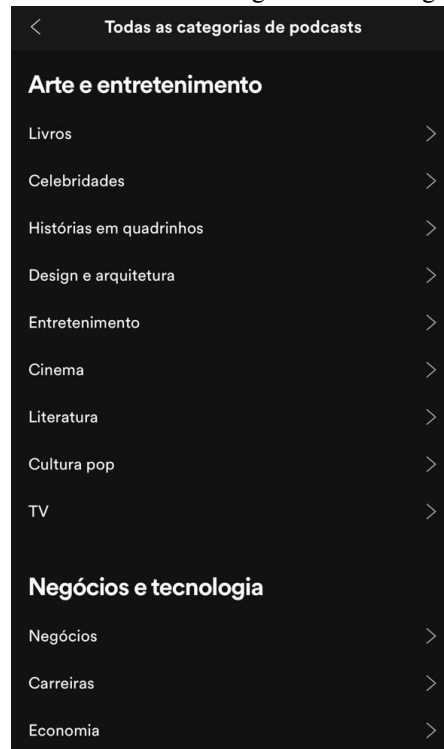 Todas as categorias de podcasts
Arte e entretenimento
Livros
Celebridades
Histórias em quadrinhos
Design e arquitetura
Entretenimento
Cinema
Literatura
Cultura pop
TV
Negócios e tecnologia
Negócios
Carreiras
Economia